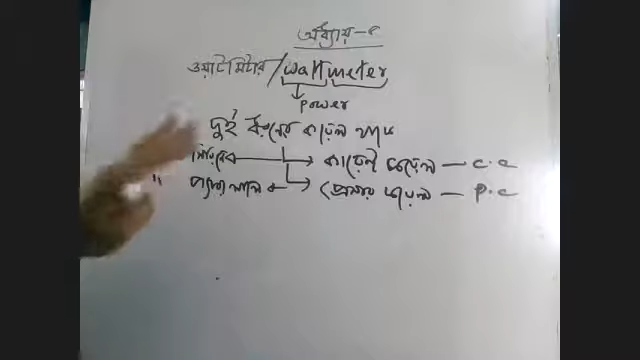 অধ্যায়-৫
ওয়াটমিটার/wattmeter
power
দুই ধরনের কয়েল থাকে
সিরিজে কয়েল — C.C
" প্যারালালে প্রেসার কয়েল — P.C